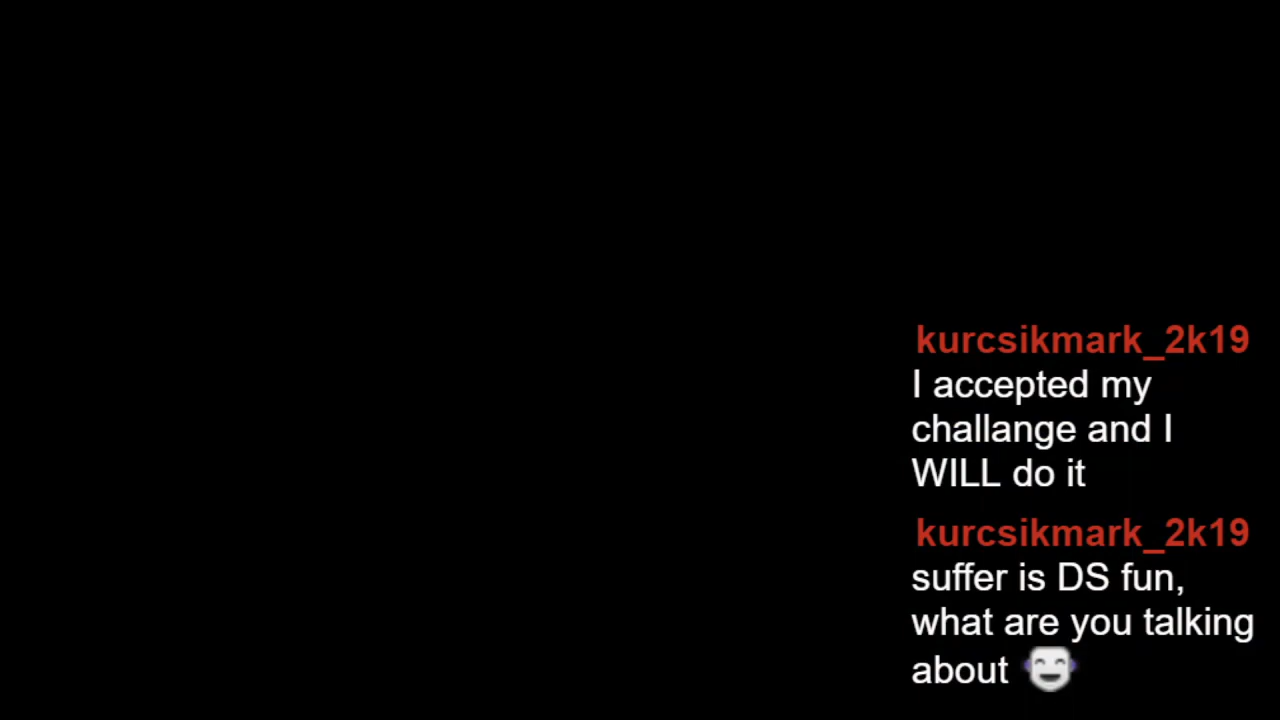 kurcsikmark_2k19
I accepted my
challange and I
WILL do it
kurcsikmark_2k19
suffer is DS fun,
what are you talking
about